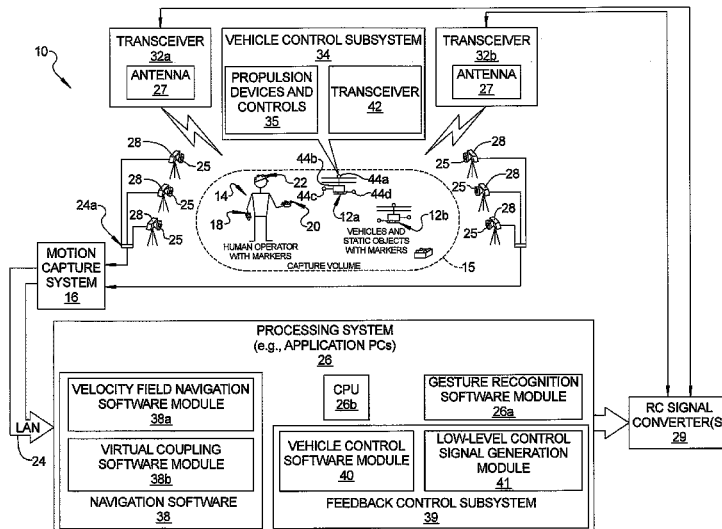 10
TRANSCEIVER
32a
ANTENNA
27
VEHICLE CONTROL SUBSYSTEM
34
PROPULSION
DEVICES AND
CONTROLS
35
TRANSCEIVER
42
TRANSCEIVER
32b
ANTENNA
27
28
25
28
25
24a
28
25
22
14
18
20
HUMAN OPERATOR
WITH MARKERS
44b
44a
44c
44d
12a
12b
VEHICLES AND
STATIC OBJECTS
WITH MARKERS
CAPTURE VOLUME
15
28
25
28
25
28
25
MOTION
CAPTURE
SYSTEM
16
LAN
24
PROCESSING SYSTEM
(e.g., APPLICATION PCs)
26
VELOCITY FIELD NAVIGATION
SOFTWARE MODULE
38a
VIRTUAL COUPLING
SOFTWARE MODULE
38b
NAVIGATION SOFTWARE
38
CPU
26b
GESTURE RECOGNITION
SOFTWARE MODULE
26a
VEHICLE CONTROL
SOFTWARE MODULE
40
LOW-LEVEL CONTROL
SIGNAL GENERATION
MODULE
41
FEEDBACK CONTROL SUBSYSTEM
39
RC SIGNAL
CONVERTER(S)
29